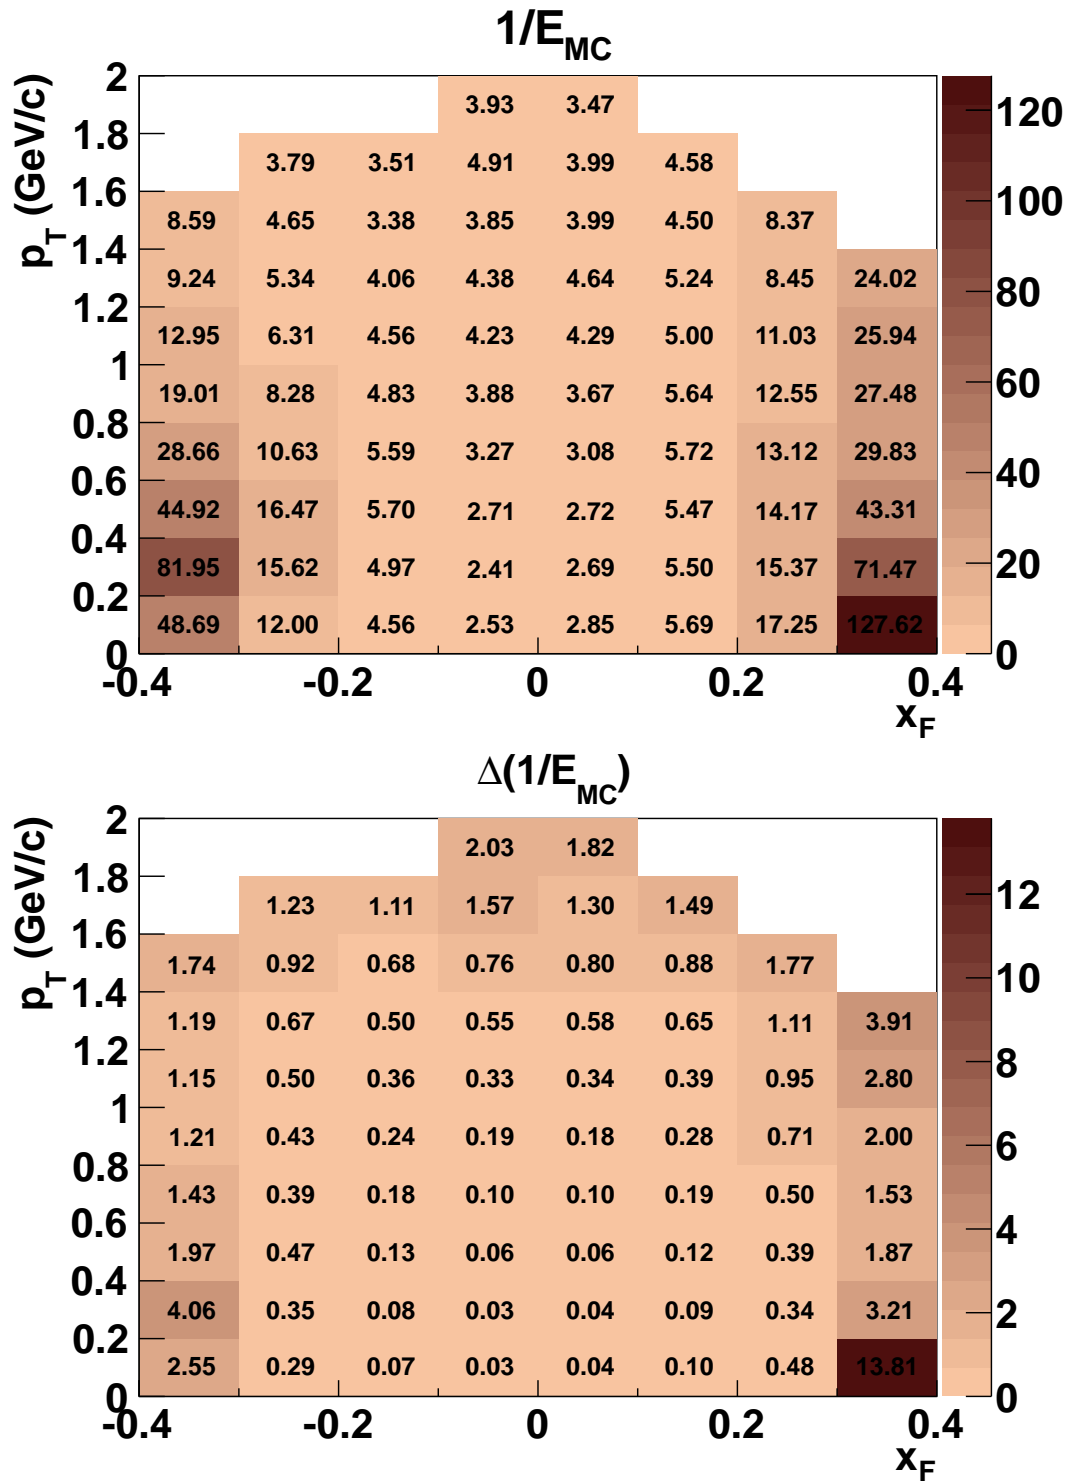 1/E_MC
p_T (GeV/c)
2
3.93 3.47
1.8
3.79 3.51 4.91 3.99 4.58
1.6
8.59 4.65 3.38 3.85 3.99 4.50 8.37
1.4
9.24 5.34 4.06 4.38 4.64 5.24 8.45 24.02
1.2
12.95 6.31 4.56 4.23 4.29 5.00 11.03 25.94
1
19.01 8.28 4.83 3.88 3.67 5.64 12.55 27.48
0.8
28.66 10.63 5.59 3.27 3.08 5.72 13.12 29.83
0.6
44.92 16.47 5.70 2.71 2.72 5.47 14.17 43.31
0.4
81.95 15.62 4.97 2.41 2.69 5.50 15.37 71.47
0.2
48.69 12.00 4.56 2.53 2.85 5.69 17.25 127.62
0
-0.4 -0.2 0 0.2 0.4
x_F
120
100
80
60
40
20
0
Δ(1/E_MC)
p_T (GeV/c)
2
2.03 1.82
1.8
1.23 1.11 1.57 1.30 1.49
1.6
1.74 0.92 0.68 0.76 0.80 0.88 1.77
1.4
1.19 0.67 0.50 0.55 0.58 0.65 1.11 3.91
1.2
1.15 0.50 0.36 0.33 0.34 0.39 0.95 2.80
1
1.21 0.43 0.24 0.19 0.18 0.28 0.71 2.00
0.8
1.43 0.39 0.18 0.10 0.10 0.19 0.50 1.53
0.6
1.97 0.47 0.13 0.06 0.06 0.12 0.39 1.87
0.4
4.06 0.35 0.08 0.03 0.04 0.09 0.34 3.21
0.2
2.55 0.29 0.07 0.03 0.04 0.10 0.48 13.81
0
-0.4 -0.2 0 0.2 0.4
x_F
12
10
8
6
4
2
0